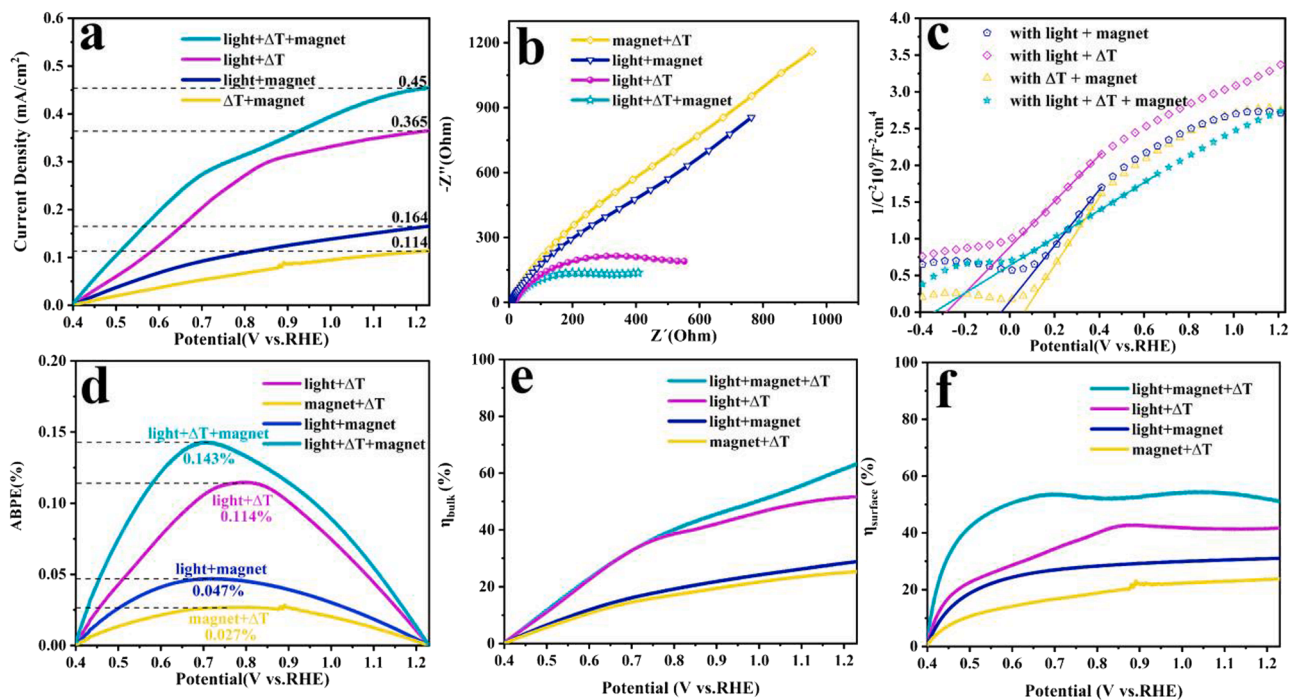 a
light+ΔT+magnet
light+ΔT
light+magnet
ΔT+magnet
0.45
0.365
0.164
0.114
Current Density (mA/cm²)
0.6
0.5
0.4
0.3
0.2
0.1
0.0
0.4 0.5 0.6 0.7 0.8 0.9 1.0 1.1 1.2
Potential(V vs.RHE)
b
magnet+ΔT
light+magnet
light+ΔT
light+ΔT+magnet
-Z''(Ohm)
1200
900
600
300
0
0 200 400 600 800 1000
Z´(Ohm)
c
with light + magnet
with light + ΔT
with ΔT + magnet
with light + ΔT + magnet
1/C²10⁹/F⁻²cm⁴
4.0
3.5
3.0
2.5
2.0
1.5
1.0
0.5
0.0
-0.4 -0.2 0.0 0.2 0.4 0.6 0.8 1.0 1.2
Potential(V vs.RHE)
d
light+ΔT
magnet+ΔT
light+magnet
light+ΔT+magnet
light+ΔT+magnet
0.143%
light+ΔT
0.114%
light+magnet
0.047%
magnet+ΔT
0.027%
ABPE(%)
0.20
0.15
0.10
0.05
0.00
0.4 0.5 0.6 0.7 0.8 0.9 1.0 1.1 1.2
Potential(V vs.RHE)
e
light+magnet+ΔT
light+ΔT
light+magnet
magnet+ΔT
ηbulk (%)
100
80
60
40
20
0
0.4 0.5 0.6 0.7 0.8 0.9 1.0 1.1 1.2
Potential (V vs.RHE)
f
light+magnet+ΔT
light+ΔT
light+magnet
magnet+ΔT
ηsurface (%)
100
80
60
40
20
0
0.4 0.5 0.6 0.7 0.8 0.9 1.0 1.1 1.2
Potential (V vs.RHE)